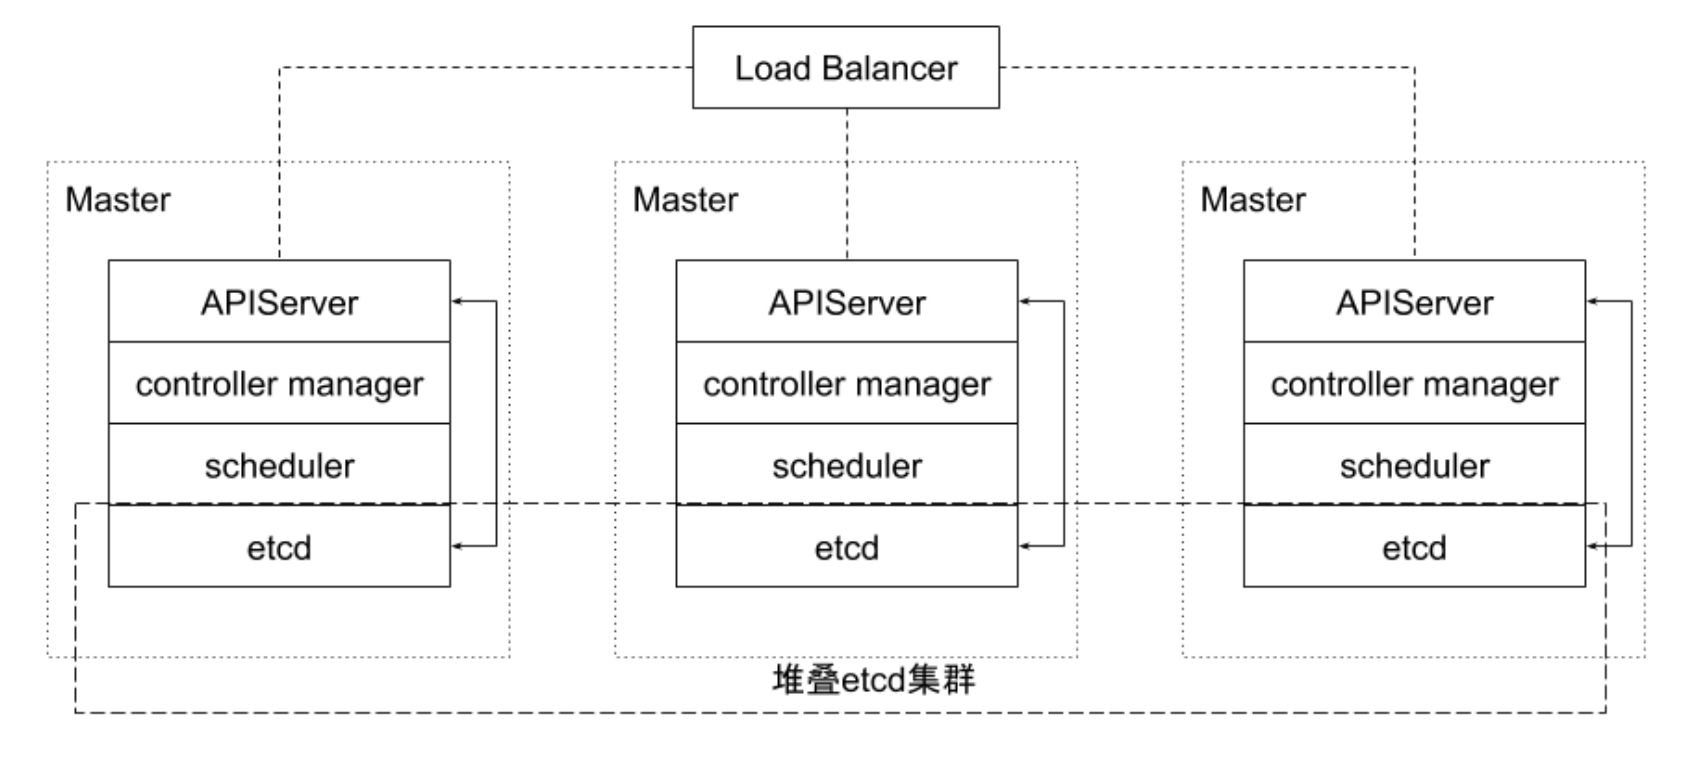 Load Balancer
Master
APIServer
controller manager
scheduler
etcd
Master
APIServer
controller manager
scheduler
etcd
Master
APIServer
controller manager
scheduler
etcd
堆叠etcd集群